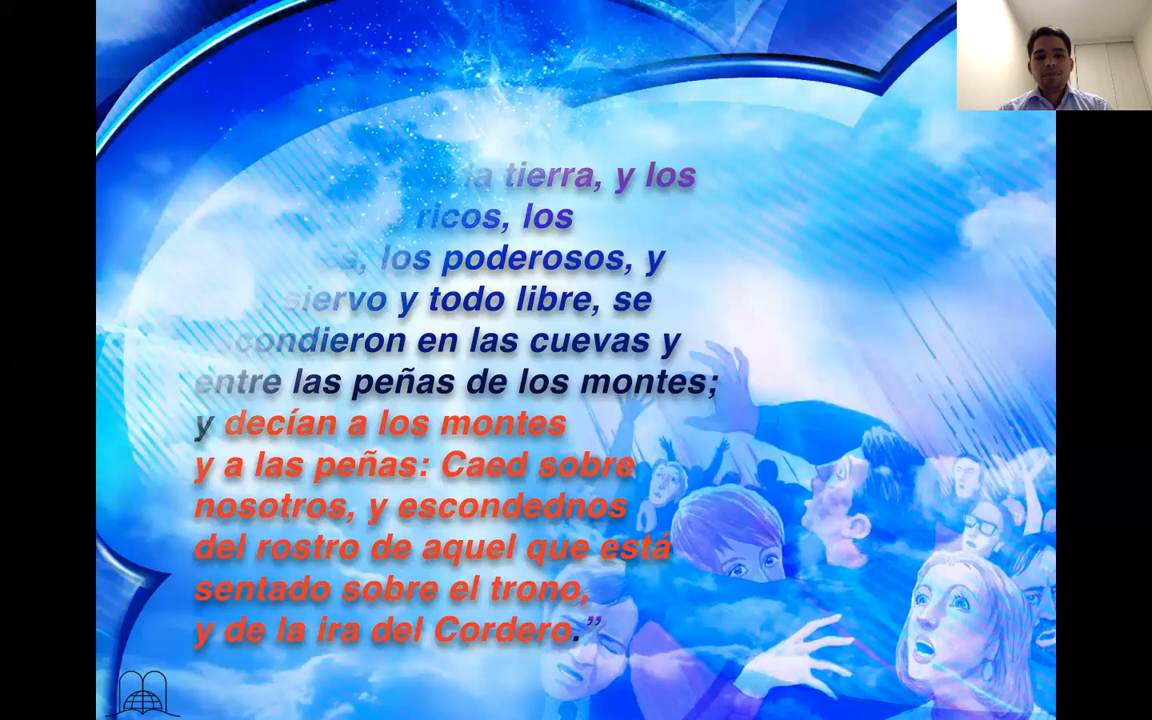 la tierra, y los
ricos, los
los poderosos, y
siervo y todo libre, se
condieron en las cuevas y
entre las peñas de los montes;
y decían a los montes
y a las peñas: Caed sobre
nosotros, y escondednos
del rostro de aquel que está
sentado sobre el trono,
y de la ira del Cordero.”